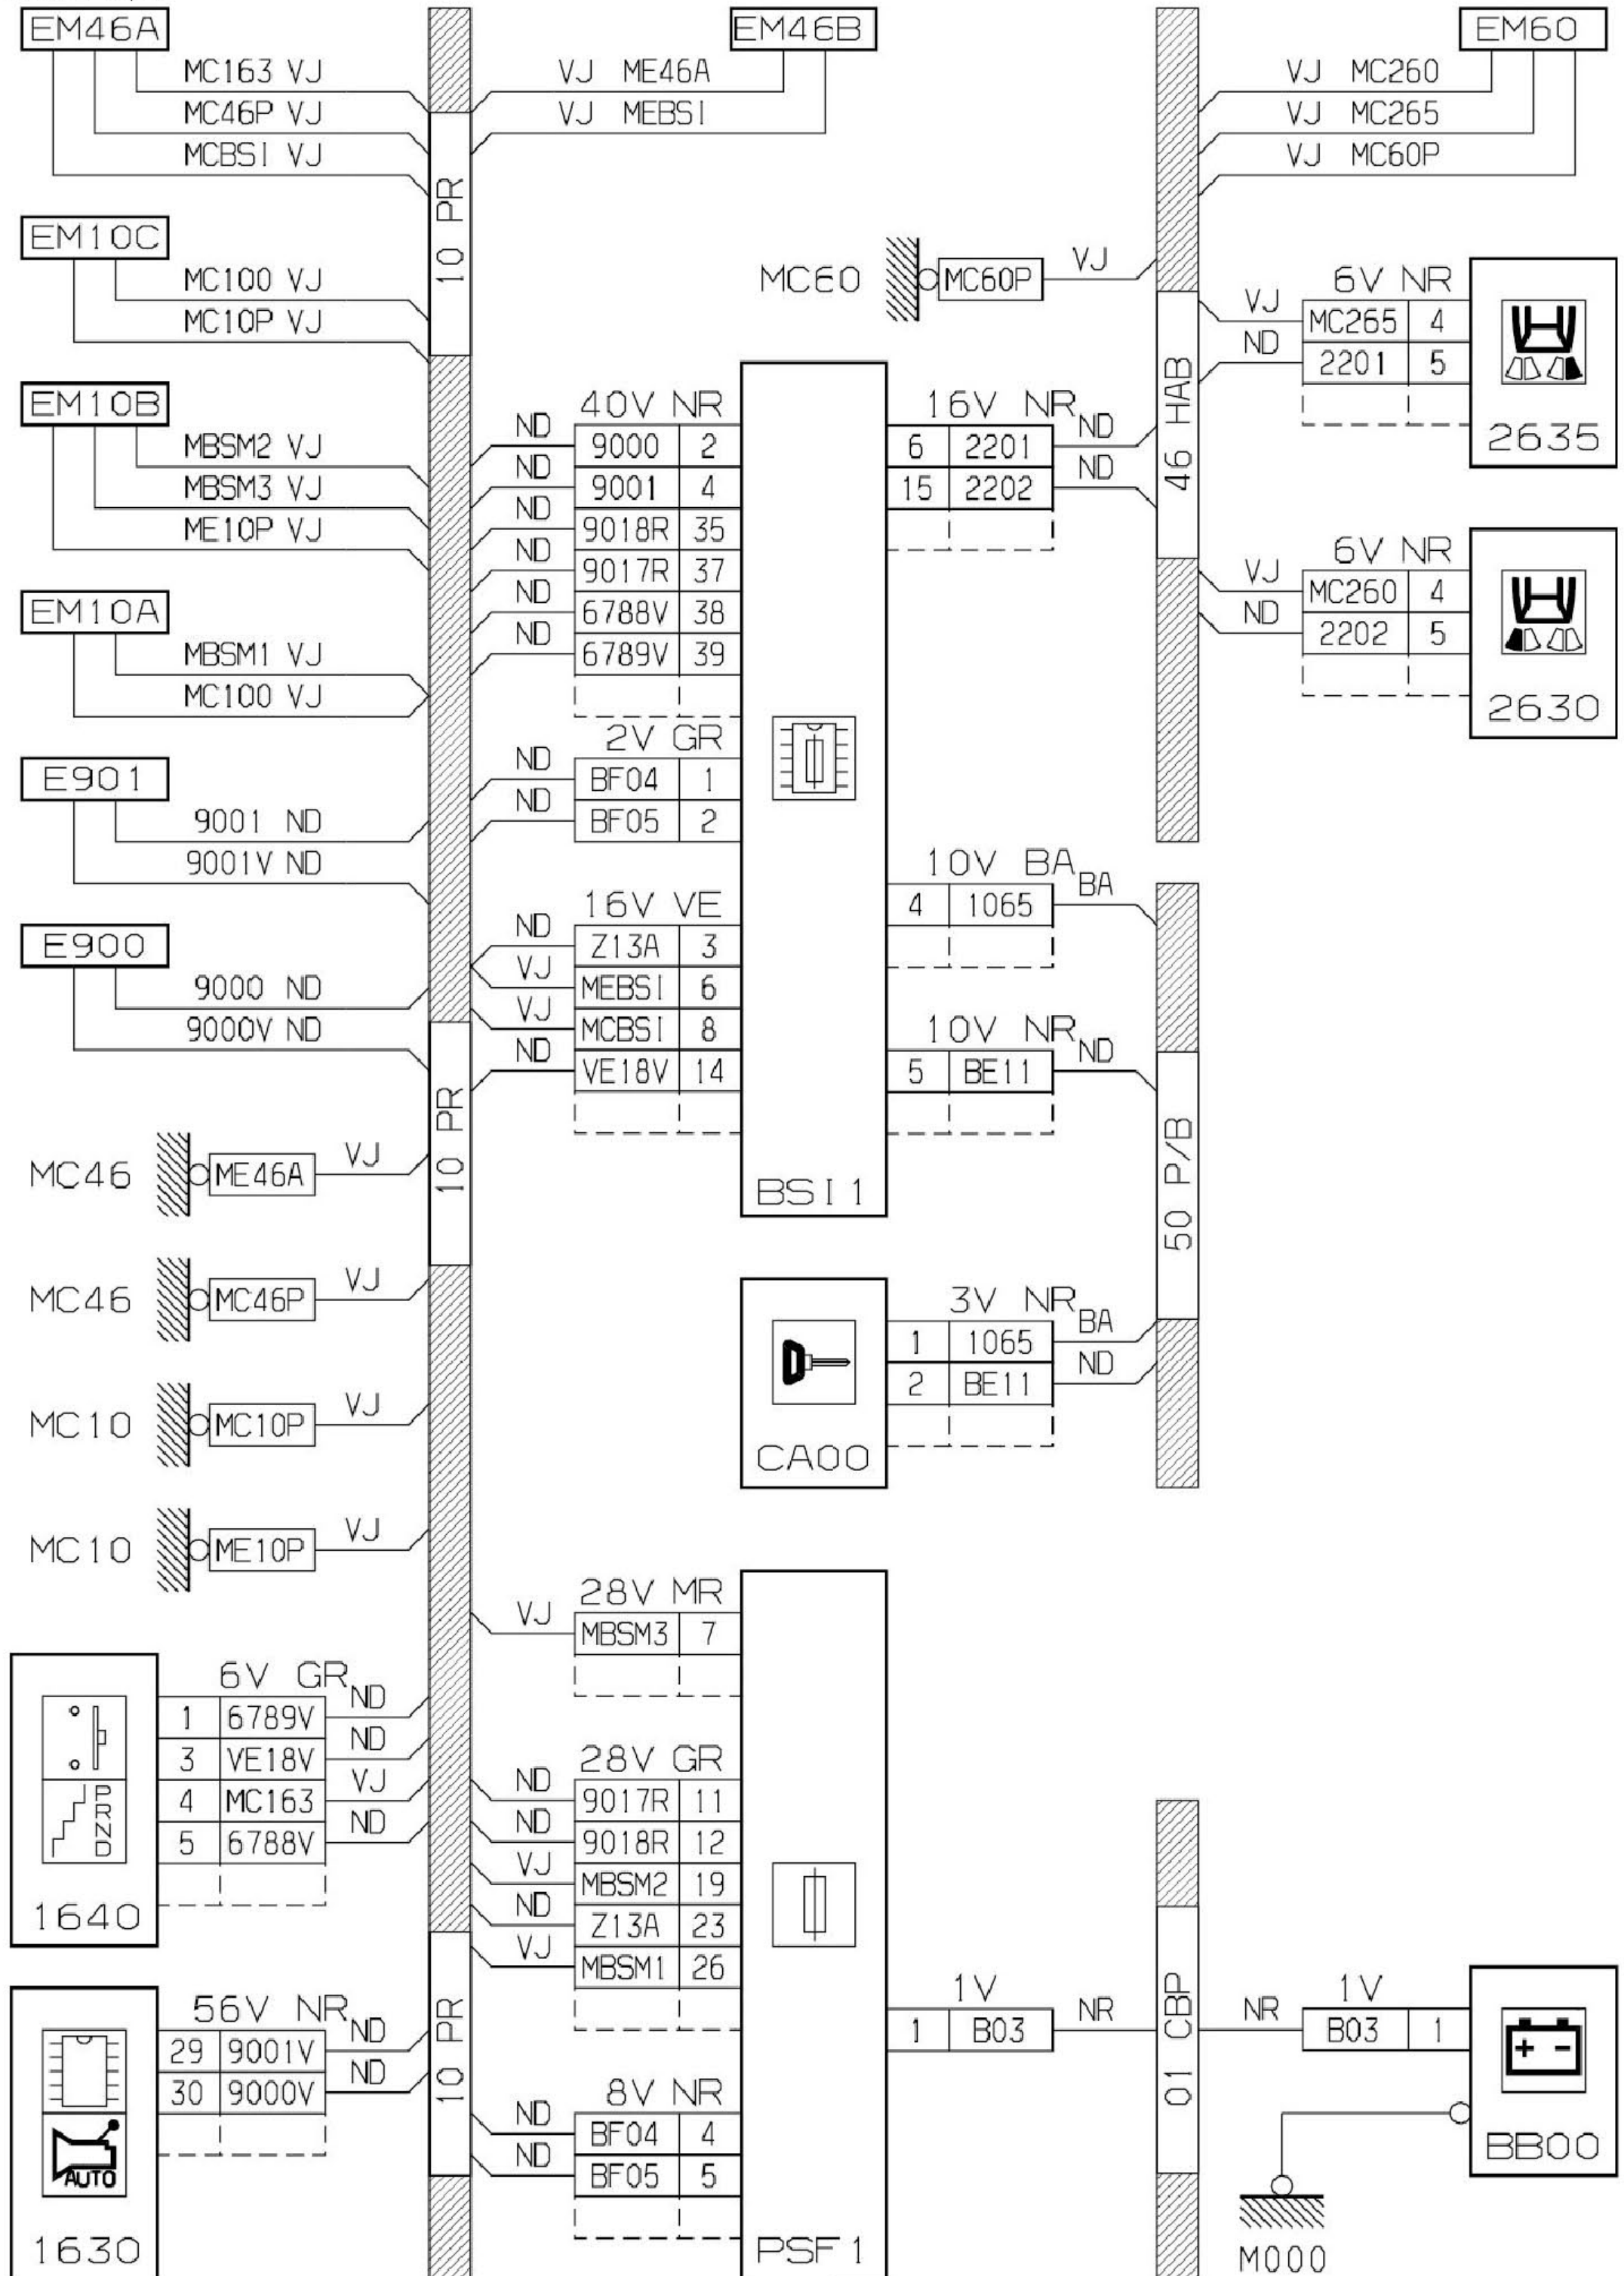 EM46A
MC163 VJ
MC46P VJ
MCBSI VJ
EM46B
VJ ME46A
VJ MEBSI
EM60
VJ MC260
VJ MC265
VJ MC60P
10 PR
EM10C
MC100 VJ
MC10P VJ
MC60
MC60P
VJ
46 HAB
VJ
ND
6V NR
MC265 4
2201 5
2635
EM10B
MBSM2 VJ
MBSM3 VJ
ME10P VJ
40V NR
ND 9000 2
ND 9001 4
ND 9018R 35
ND 9017R 37
ND 6788V 38
ND 6789V 39
16V NR
6 2201 ND
15 2202 ND
VJ
ND
6V NR
MC260 4
2202 5
2630
EM10A
MBSM1 VJ
MC100 VJ
2V GR
ND BF04 1
ND BF05 2
E901
9001 ND
9001V ND
16V VE
ND Z13A 3
VJ MEBSI 6
VJ MCBSI 8
ND VE18V 14
10V BA
4 1065 BA
10V NR
5 BE11 ND
BSI1
E900
9000 ND
9000V ND
10 PR
50 P/B
MC46
ME46A
VJ
MC46
MC46P
VJ
3V NR
1 1065 BA
2 BE11 ND
CA00
MC10
MC10P
VJ
MC10
ME10P
VJ
28V MR
VJ MBSM3 7
6V GR
1 6789V ND
3 VE18V ND
4 MC163 VJ
5 6788V ND
P
R
N
D
1640
28V GR
ND 9017R 11
ND 9018R 12
VJ MBSM2 19
ND Z13A 23
VJ MBSM1 26
56V NR
29 9001V ND
30 9000V ND
AUTO
1630
10 PR
8V NR
ND BF04 4
ND BF05 5
PSF1
1V
1 B03 NR
01 CBP
NR
1V
B03 1
+ -
BB00
M000